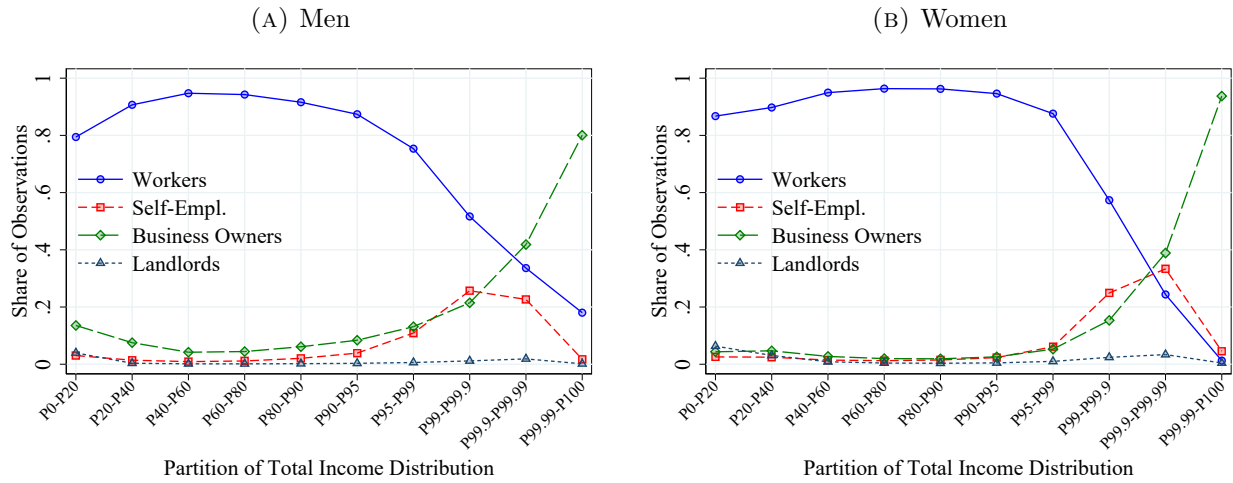 (A) Men
Share of Observations
1
.8
.6
.4
.2
0
Workers
Self-Empl.
Business Owners
Landlords
P0-P20
P20-P40
P40-P60
P60-P80
P80-P90
P90-P95
P95-P99
P99-P99.9
P99.9-P99.99
P99.99-P100
Partition of Total Income Distribution
(B) Women
Share of Observations
1
.8
.6
.4
.2
0
Workers
Self-Empl.
Business Owners
Landlords
P0-P20
P20-P40
P40-P60
P60-P80
P80-P90
P90-P95
P95-P99
P99-P99.9
P99.9-P99.99
P99.99-P100
Partition of Total Income Distribution